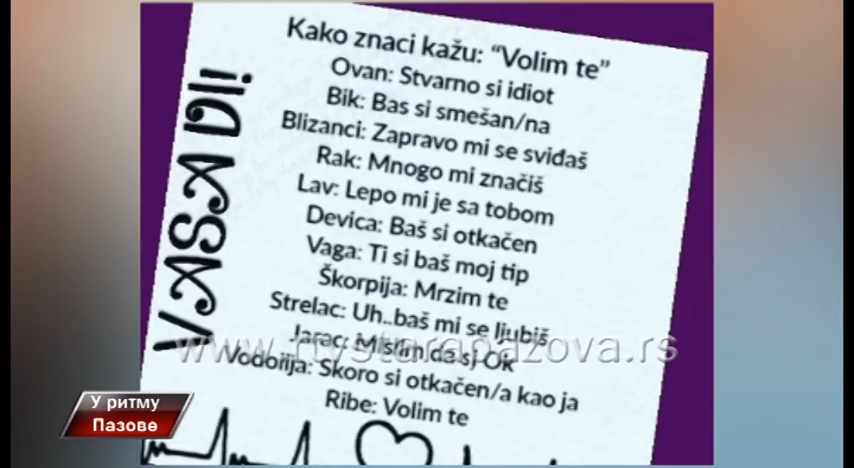 Kako znaci kažu: “Volim te”
Ovan: Stvarno si idiot
Bik: Bas si smešan/na
Blizanci: Zapravo mi se sviđaš
Rak: Mnogo mi značiš
Lav: Lepo mi je sa tobom
Devica: Baš si otkačen
Vaga: Ti si baš moj tip
Škorpija: Mrzim te
Strelac: Uh..baš mi se ljubiš
Jarac: Mislim da si Ok
Vodolija: Skoro si otkačen/a kao ja
Ribe: Volim te
VASA DI!
www.rtvstarapazova.rs
У ритму
Пазове